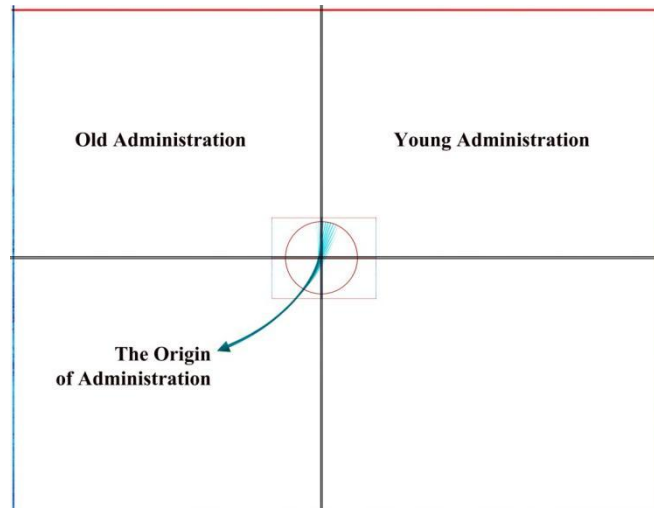 Old Administration
Young Administration
The Origin
of Administration